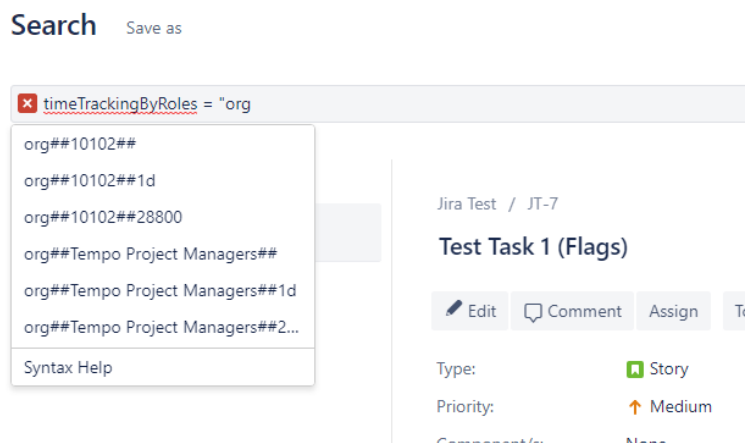 Search Save as
timeTrackingByRoles = "org
org##10102##
org##10102##1d
org##10102##28800
org##Tempo Project Managers##
org##Tempo Project Managers##1d
org##Tempo Project Managers##2...
Syntax Help
Jira Test / JT-7
Test Task 1 (Flags)
Edit Comment Assign
Type: Story
Priority: Medium